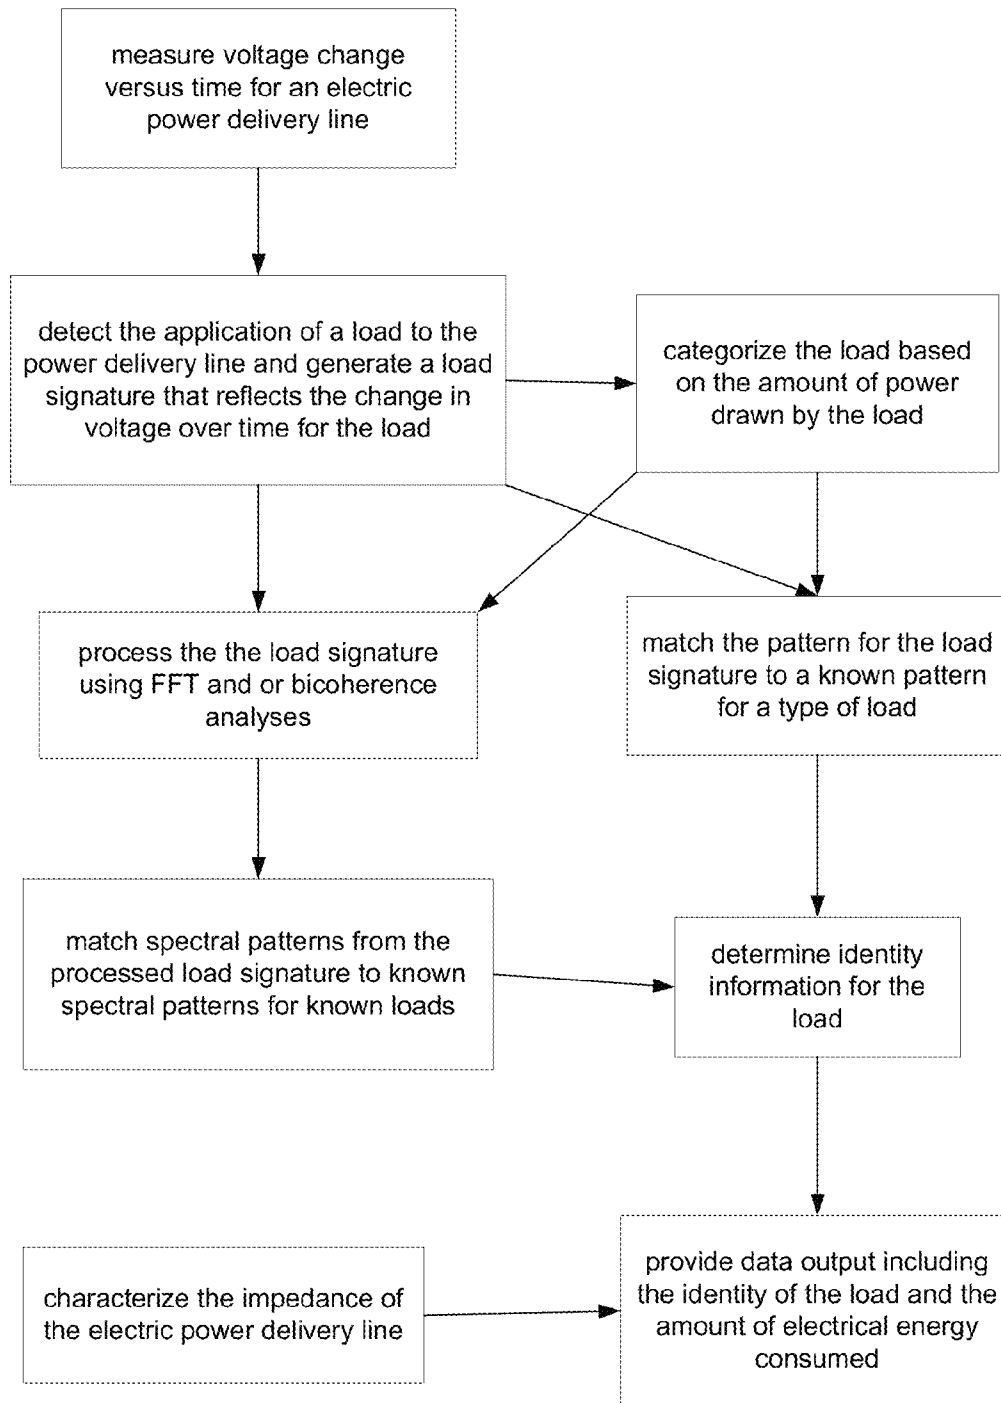 measure voltage change
versus time for an electric
power delivery line
detect the application of a load to the
power delivery line and generate a load
signature that reflects the change in
voltage over time for the load
categorize the load based
on the amount of power
drawn by the load
process the the load signature
using FFT and or bicoherence
analyses
match the pattern for the load
signature to a known pattern
for a type of load
match spectral patterns from the
processed load signature to known
spectral patterns for known loads
determine identity
information for the
load
characterize the impedance of
the electric power delivery line
provide data output including
the identity of the load and the
amount of electrical energy
consumed